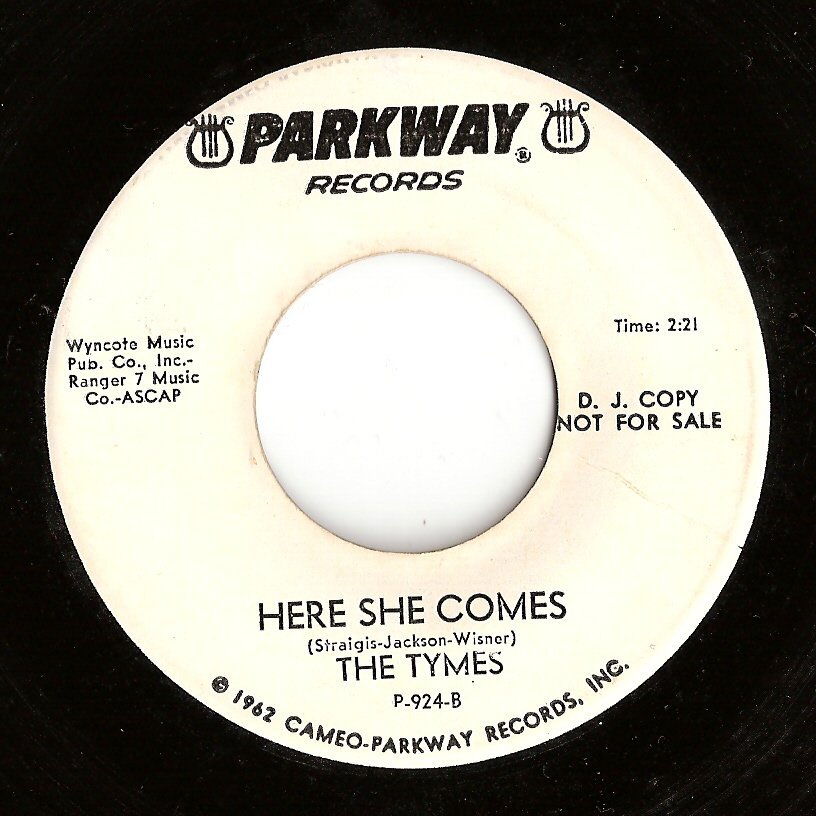 PARKWAY®
RECORDS
Wyncote Music
Pub. Co., Inc.-
Ranger 7 Music
Co.-ASCAP
Time: 2:21
D. J. COPY
NOT FOR SALE
HERE SHE COMES
(Straigis-Jackson-Wisner)
THE TYMES
P-924-B
© 1962 CAMEO-PARKWAY RECORDS, INC.